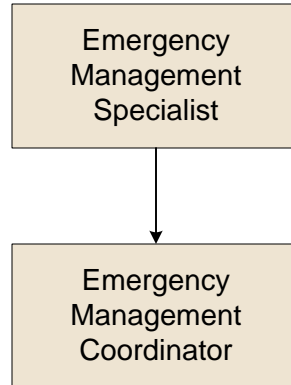 Emergency
Management
Specialist
Emergency
Management
Coordinator